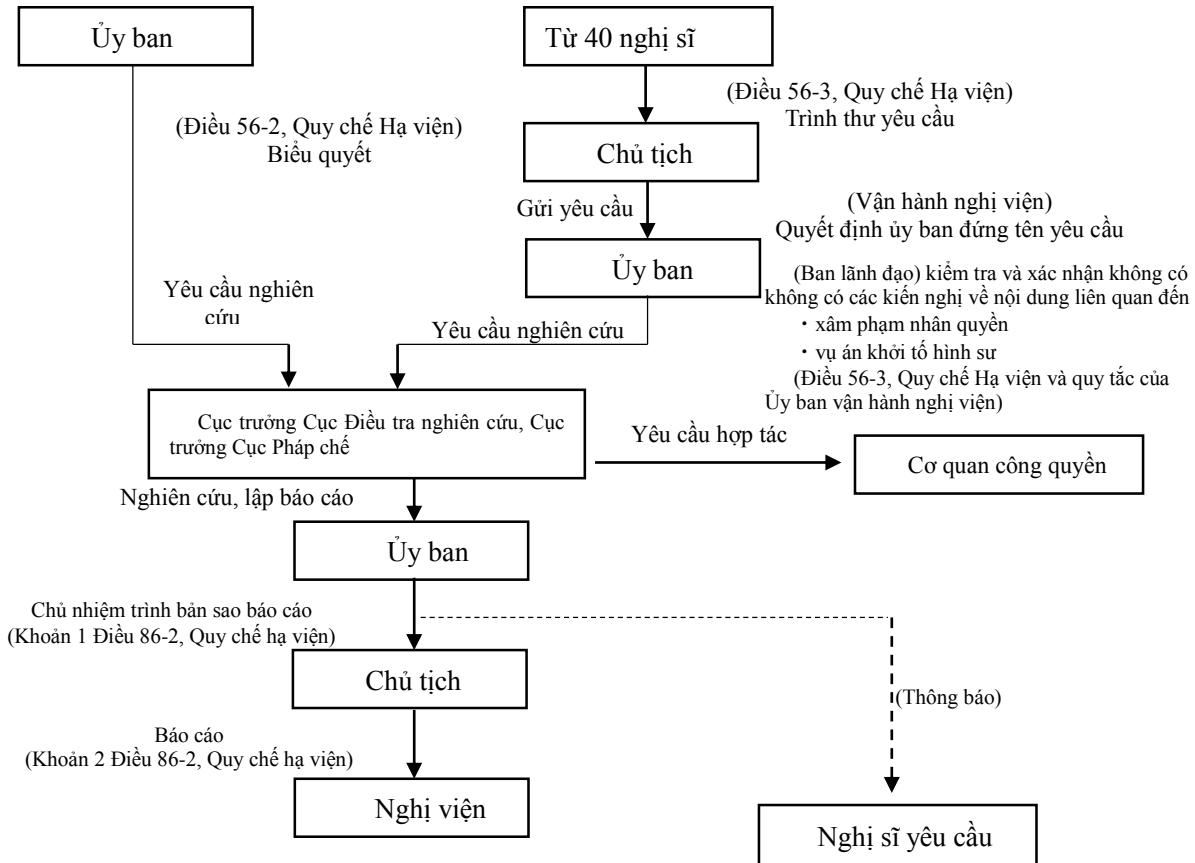 Ủy ban
Từ 40 nghị sĩ
(Điều 56-3, Quy chế Hạ viện)
Trình thư yêu cầu
(Điều 56-2, Quy chế Hạ viện)
Biểu quyết
Chủ tịch
Gửi yêu cầu
(Vận hành nghị viện)
Quyết định ủy ban đứng tên yêu cầu
Ủy ban
(Ban lãnh đạo) kiểm tra và xác nhận không có
không có các kiến nghị về nội dung liên quan đến
・xâm phạm nhân quyền
・vụ án khởi tố hình sư
(Điều 56-3, Quy chế Hạ viện và quy tắc của
Ủy ban vận hành nghị viện)
Yêu cầu nghiên
cứu
Yêu cầu nghiên cứu
Cục trưởng Cục Điều tra nghiên cứu, Cục
trưởng Cục Pháp chế
Yêu cầu hợp tác
Cơ quan công quyền
Nghiên cứu, lập báo cáo
Ủy ban
Chủ nhiệm trình bản sao báo cáo
(Khoản 1 Điều 86-2, Quy chế hạ viện)
Chủ tịch
(Thông báo)
Báo cáo
(Khoản 2 Điều 86-2, Quy chế hạ viện)
Nghị viện
Nghị sĩ yêu cầu